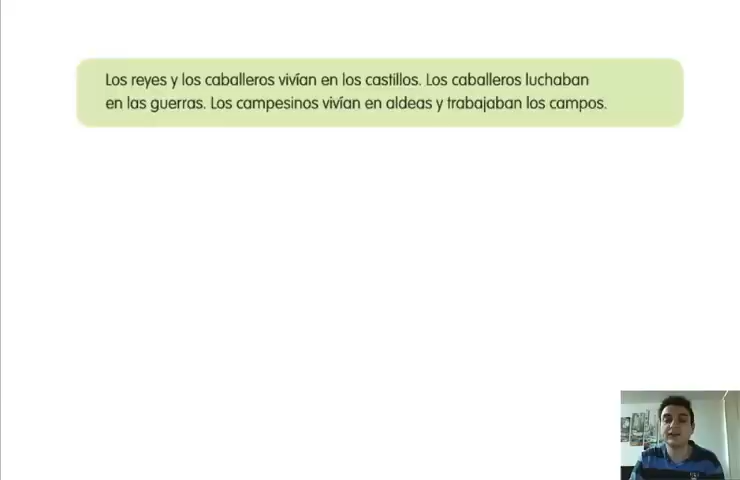 Los reyes y los caballeros vivían en los castillos. Los caballeros luchaban
en las guerras. Los campesinos vivían en aldeas y trabajaban los campos.